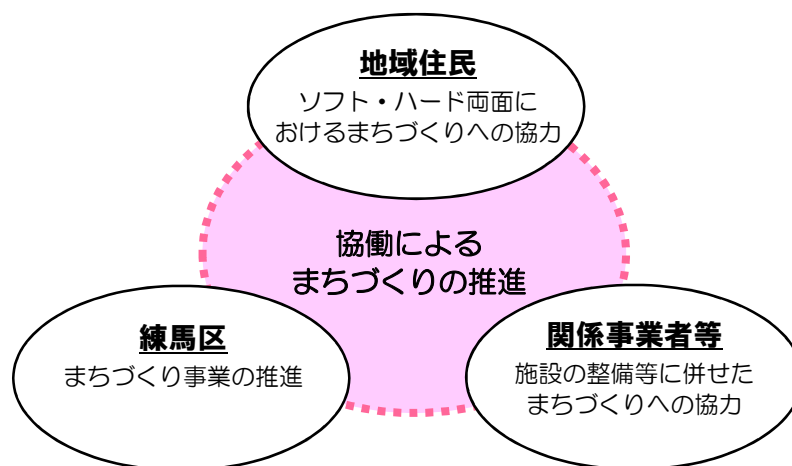 地域住民
ソフト・ハード両面に
おけるまちづくりへの協力
協働による
まちづくりの推進
練馬区
まちづくり事業の推進
関係事業者等
施設の整備等に併せた
まちづくりへの協力